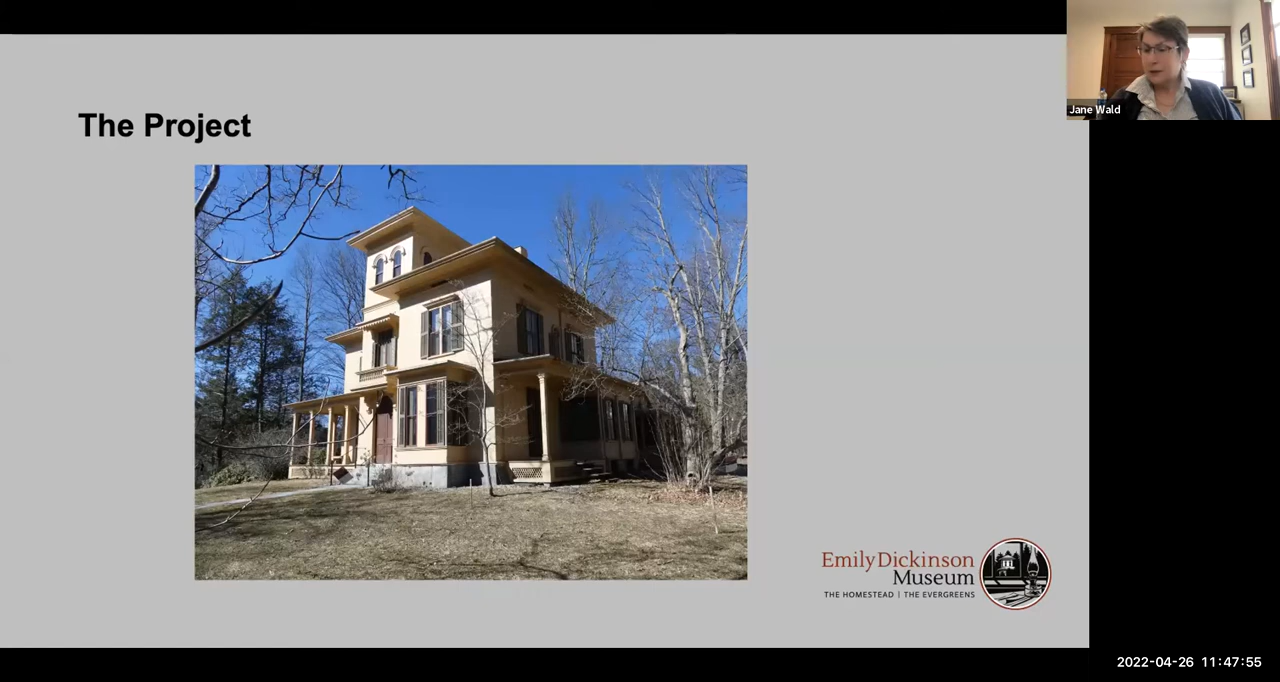 The Project
Jane Wald
EmilyDickinson
Museum
THE HOMESTEAD | THE EVERGREENS
2022-04-26 11:47:55